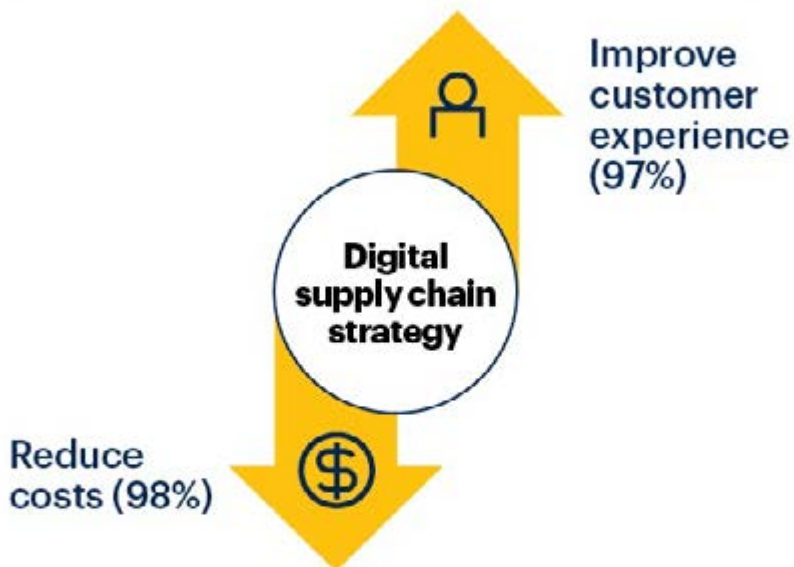 Improve
customer
experience
(97%)
Digital
supply chain
strategy
Reduce
costs (98%)
$